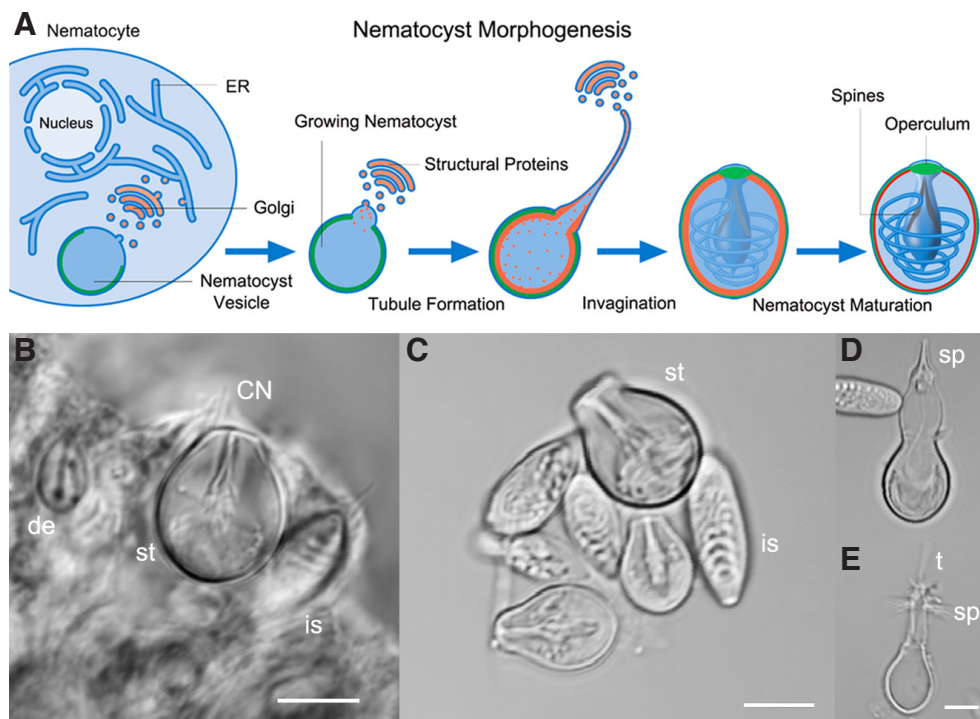 A
Nematocyte
Nematocyst Morphogenesis
ER
Nucleus
Golgi
Nematocyst
Vesicle
Growing Nematocyst
Structural Proteins
Tubule Formation
Invagination
Nematocyst Maturation
Spines
Operculum
B
CN
de
st
is
C
st
is
D
sp
E
t
sp